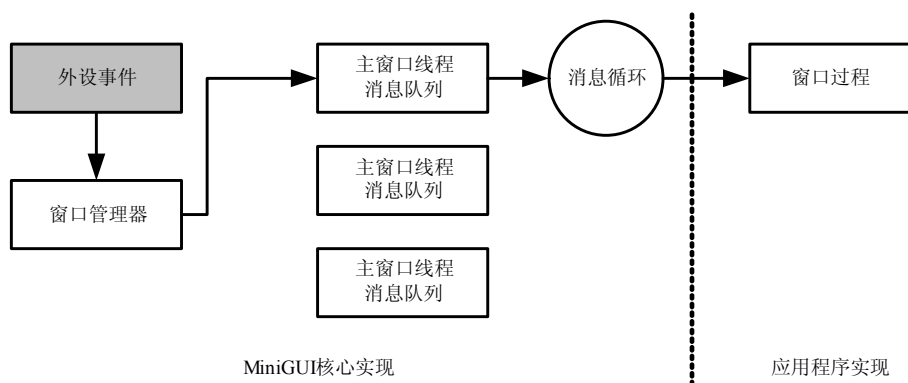 外设事件
主窗口线程
消息队列
消息循环
窗口过程
主窗口线程
消息队列
窗口管理器
主窗口线程
消息队列
MiniGUI核心实现
应用程序实现